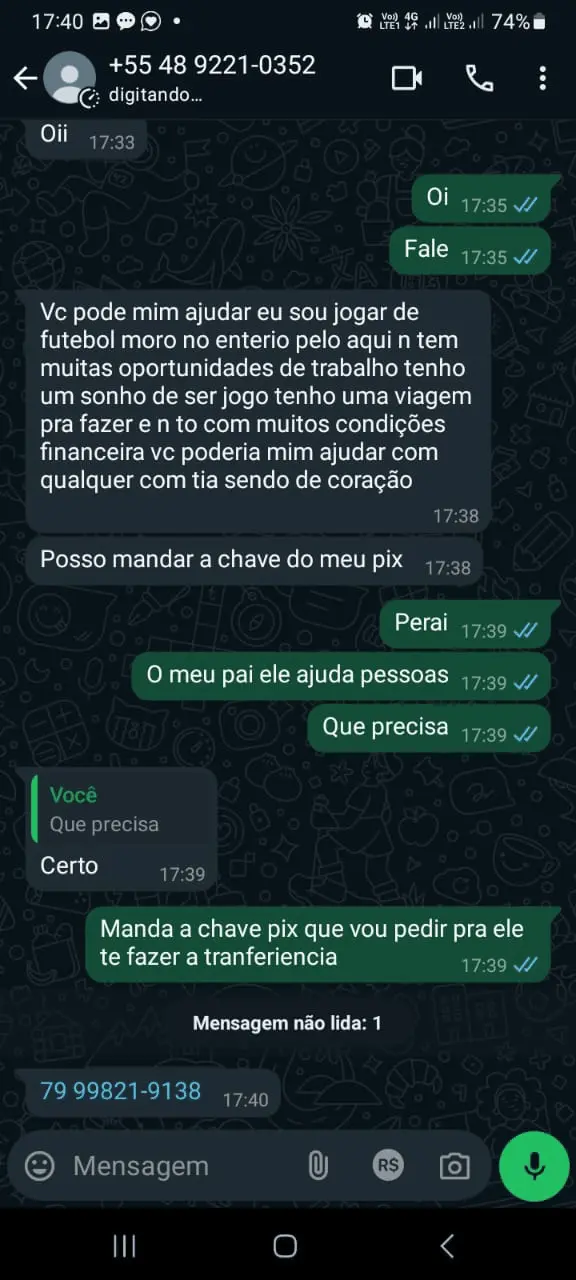 17:40
Vo)) 4G Vo))
LTE1 LTE2 74%
+55 48 9221-0352
digitando...
Oii 17:33
Oi 17:35
Fale 17:35
Vc pode mim ajudar eu sou jogar de
futebol moro no enterio pelo aqui n tem
muitas oportunidades de trabalho tenho
um sonho de ser jogo tenho uma viagem
pra fazer e n to com muitos condições
financeira vc poderia mim ajudar com
qualquer com tia sendo de coração
17:38
Posso mandar a chave do meu pix 17:38
Perai 17:39
O meu pai ele ajuda pessoas 17:39
Que precisa 17:39
Você
Que precisa
Certo 17:39
Manda a chave pix que vou pedir pra ele
te fazer a tranferiencia 17:39
Mensagem não lida: 1
79 99821-9138 17:40
Mensagem R$